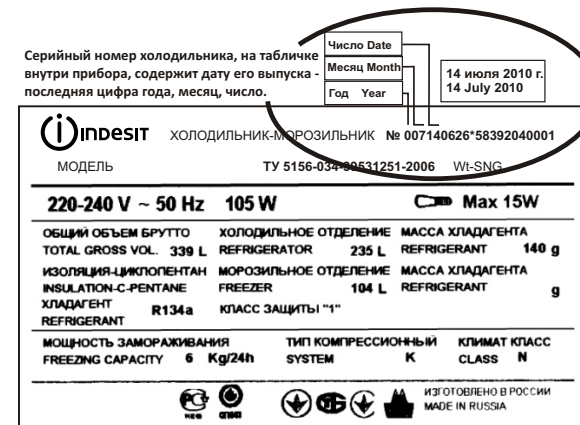 Серийный номер холодильника, на табличке
внутри прибора, содержит дату его выпуска -
последняя цифра года, месяц, число.
Число Date
Месяц Month
Год Year
14 июля 2010 г.
14 July 2010
indesit ХОЛОДИЛЬНИК-МОРОЗИЛЬНИК № 007140626*58392040001
МОДЕЛЬ ТУ 5156-034-39531251-2006 Wt-SNG
220-240 V ~ 50 Hz 105 W Max 15W
ОБЩИЙ ОБЪЕМ БРУТТО ХОЛОДИЛЬНОЕ ОТДЕЛЕНИЕ МАССА ХЛАДАГЕНТА
TOTAL GROSS VOL. 339 L REFRIGERATOR 235 L REFRIGERANT 140 g
ИЗОЛЯЦИЯ-ЦИКЛОПЕНТАН МОРОЗИЛЬНОЕ ОТДЕЛЕНИЕ МАССА ХЛАДАГЕНТА
INSULATION-C-PENTANE FREEZER 104 L REFRIGERANT g
ХЛАДАГЕНТ R134a КЛАСС ЗАЩИТЫ "1"
REFRIGERANT
МОЩНОСТЬ ЗАМОРАЖИВАНИЯ ТИП КОМПРЕССИОННЫЙ КЛИМАТ КЛАСС
FREEZING CAPACITY 6 Kg/24h SYSTEM K CLASS N
ИЗГОТОВЛЕНО В РОССИИ
MADE IN RUSSIA